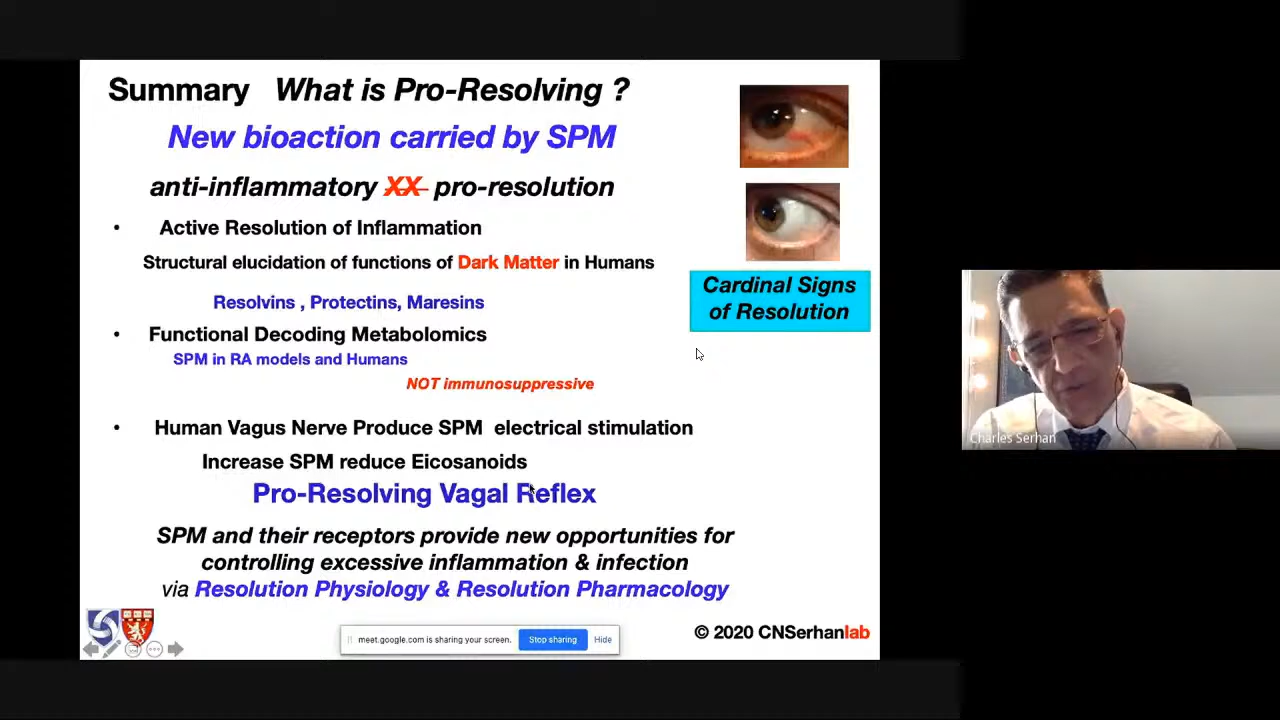 Summary What is Pro-Resolving ?
New bioaction carried by SPM
anti-inflammatory XX pro-resolution
• Active Resolution of Inflammation
Structural elucidation of functions of Dark Matter in Humans
Resolvins , Protectins, Maresins
• Functional Decoding Metabolomics
SPM in RA models and Humans
NOT immunosuppressive
• Human Vagus Nerve Produce SPM electrical stimulation
Increase SPM reduce Eicosanoids
Pro-Resolving Vagal Reflex
SPM and their receptors provide new opportunities for
controlling excessive inflammation & infection
via Resolution Physiology & Resolution Pharmacology
Cardinal Signs
of Resolution
meet.google.com is sharing your screen. Stop sharing Hide
© 2020 CNSerhanlab
Charles Serhan